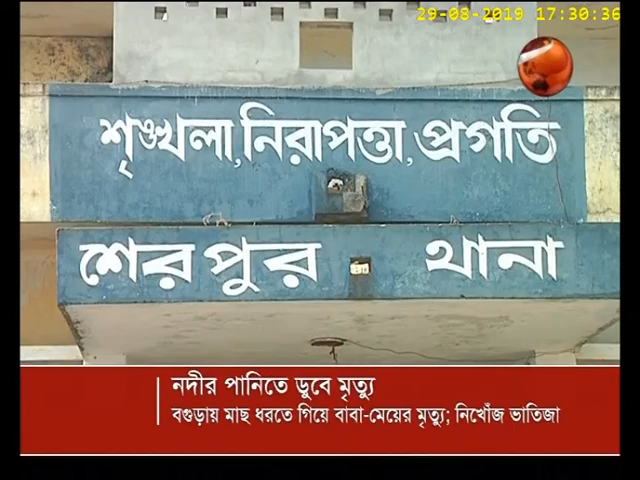 29-08-2019 17:30:36
শৃঙ্খলা,নিরাপত্তা,প্রগতি
শেরপুর থানা
নদীর পানিতে ডুবে মৃত্যু
বগুড়ায় মাছ ধরতে গিয়ে বাবা-মেয়ের মৃত্যু; নিখোঁজ ভাতিজা